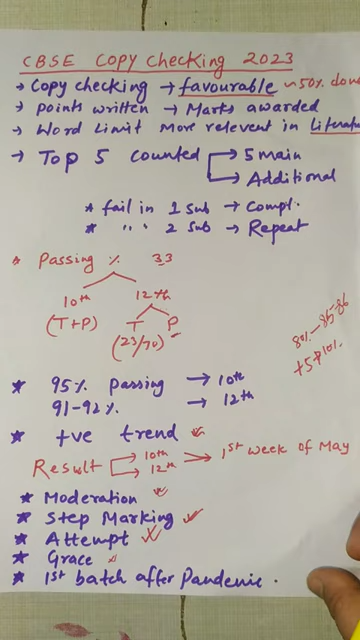 CBSE Copy Checking 2023
→ Copy checking → favourable ~50% done
→ points written → Marks awarded
→ Word Limit More relevent in Literatu
→ Top 5 counted → 5 main
→ Additional
* fail in 1 Sub → Compl.
* " " 2 Sub → Repeat
* Passing % 33
10th 12th
(T+P) T P
(23/70)
80% - 85-86
+5+10%
* 95% passing → 10th
91-92% → 12th
* +ve trend
Result → 10th → 1st week of May
→ 12th
* Moderation
* Step Marking ✓
* Attempt
* Grace
* 1st batch after Pandemic.